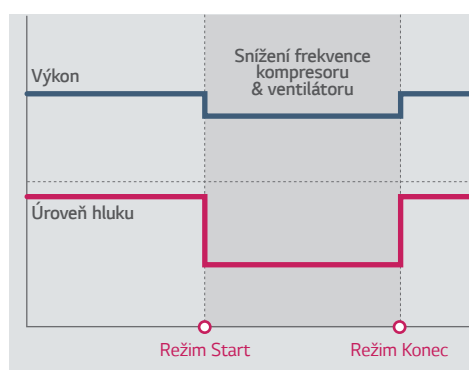 Snížení frekvence
kompresoru
& ventilátoru
Výkon
Úroveň hluku
Režim Start
Režim Konec